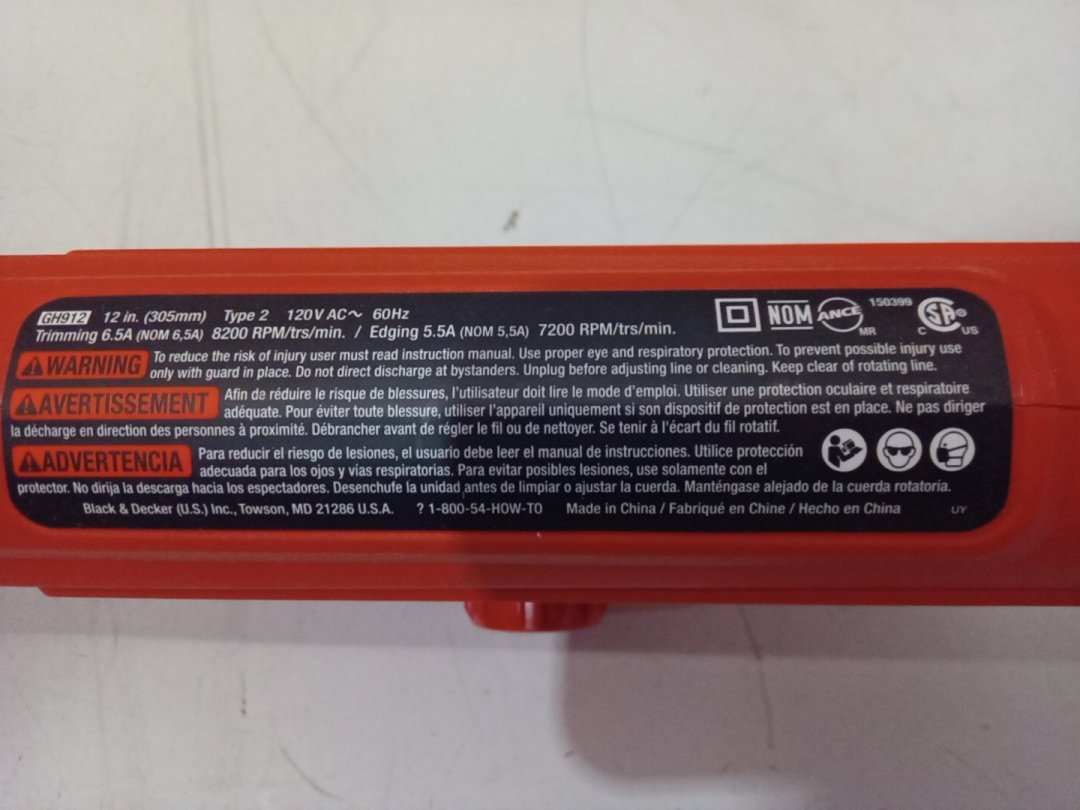 GH912 12 in. (305mm) Type 2 120V AC~ 60Hz
Trimming 6.5A (NOM 6,5A) 8200 RPM/trs/min. / Edging 5.5A (NOM 5,5A) 7200 RPM/trs/min.
NOM ANCE MR 150399 C SA ® US
WARNING To reduce the risk of injury user must read instruction manual. Use proper eye and respiratory protection. To prevent possible injury use
only with guard in place. Do not direct discharge at bystanders. Unplug before adjusting line or cleaning. Keep clear of rotating line.
AVERTISSEMENT Afin de réduire le risque de blessures, l'utilisateur doit lire le mode d'emploi. Utiliser une protection oculaire et respiratoire
adéquate. Pour éviter toute blessure, utiliser l'appareil uniquement si son dispositif de protection est en place. Ne pas diriger
la décharge en direction des personnes à proximité. Débrancher avant de régler le fil ou de nettoyer. Se tenir à l'écart du fil rotatif.
ADVERTENCIA Para reducir el riesgo de lesiones, el usuario debe leer el manual de instrucciones. Utilice protección
adecuada para los ojos y vías respiratorias. Para evitar posibles lesiones, use solamente con el
protector. No dirija la descarga hacia los espectadores. Desenchufe la unidad antes de limpiar o ajustar la cuerda. Manténgase alejado de la cuerda rotatoria.
Black & Decker (U.S.) Inc., Towson, MD 21286 U.S.A. ? 1-800-54-HOW-TO Made in China / Fabriqué en Chine / Hecho en China